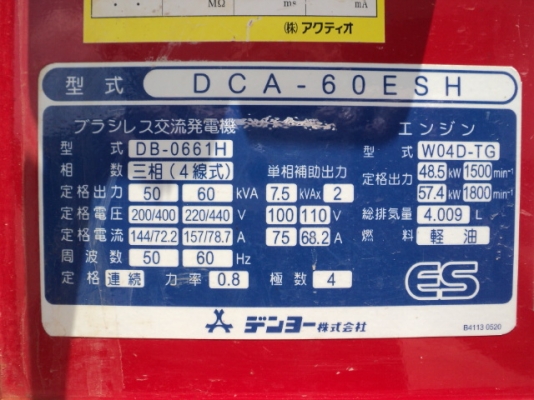 MΩ mA
(株)アクティオ
型式 DCA-60ESH
ブラシレス交流発電機
型式 DB-0661H
相数 三相(4線式) 単相補助出力
定格出力 50 60 kVA 7.5 kVAx 2
定格電圧 200/400 220/440 V 100 110 V
定格電流 144/72.2 157/78.7 A 75 68.2 A
周波数 50 60 Hz
定格 連続 力率 0.8 極数 4
エンジン
型式 W04D-TG
定格出力 48.5 kW 1500 min⁻¹
57.4 kW 1800 min⁻¹
総排気量 4.009 L
燃料 軽油
ES
デンヨー株式会社
B4113 0520